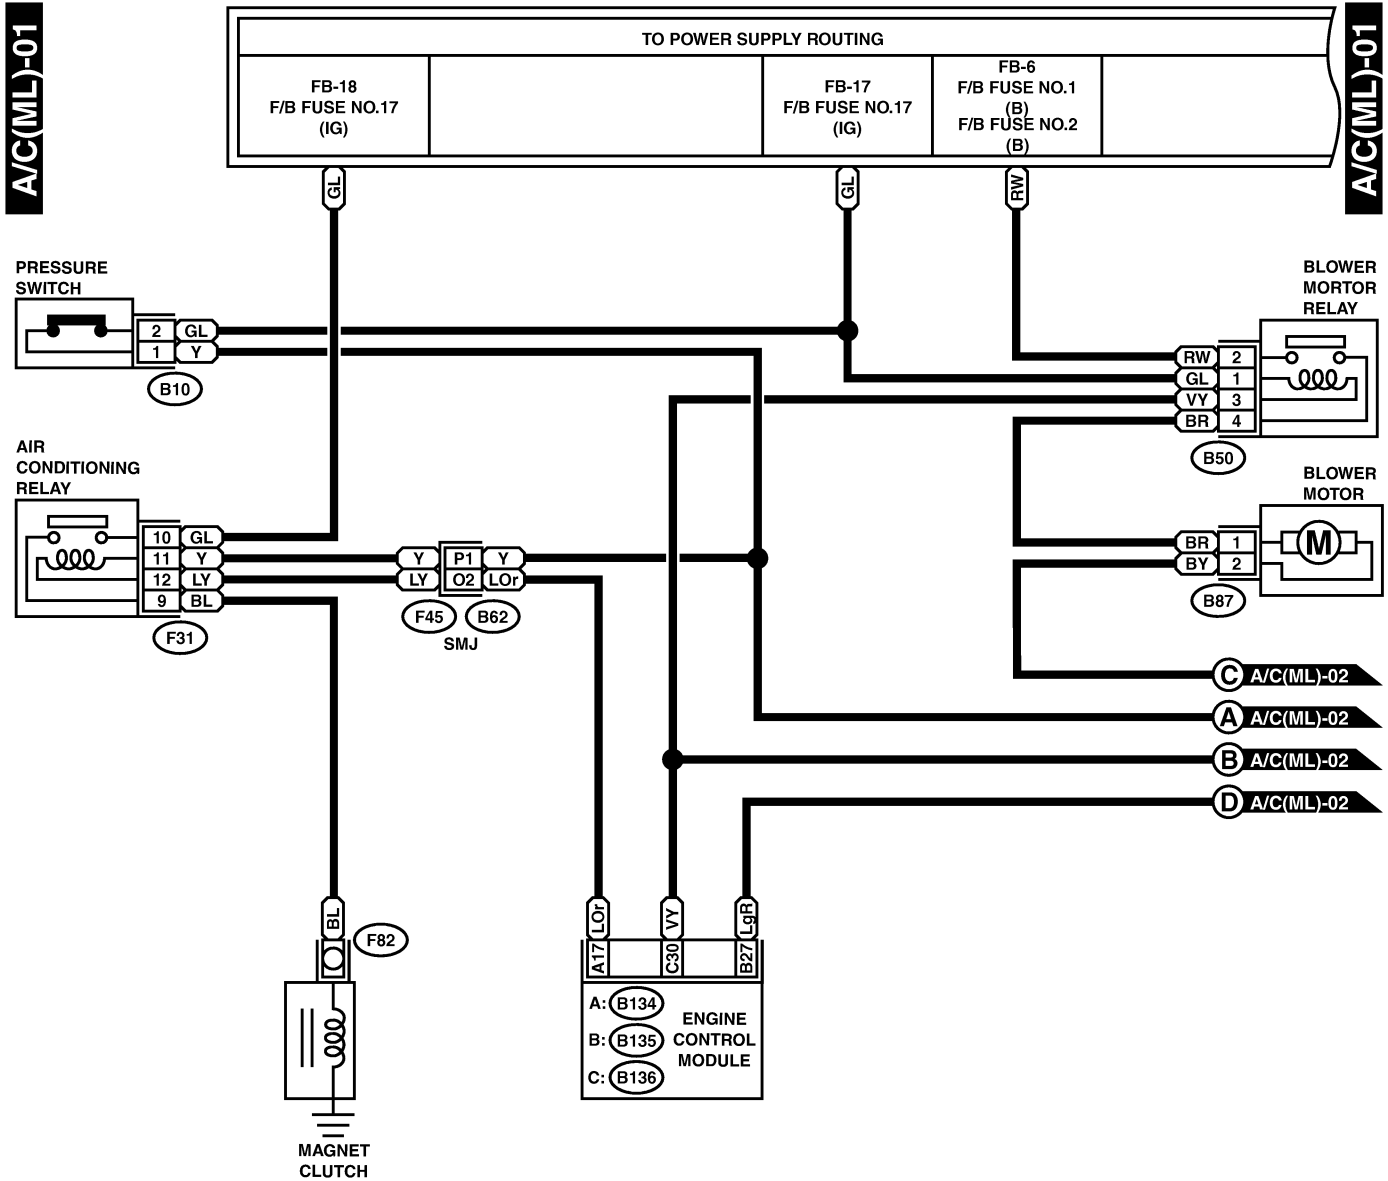 A/C(ML)-01
A/C(ML)-01
TO POWER SUPPLY ROUTING
FB-18
F/B FUSE NO.17
(IG)
FB-17
F/B FUSE NO.17
(IG)
FB-6
F/B FUSE NO.1
(B)
F/B FUSE NO.2
(B)
GL
GL
RW
PRESSURE
SWITCH
2 GL
1 Y
B10
BLOWER
MORTOR
RELAY
RW 2
GL 1
VY 3
BR 4
B50
AIR
CONDITIONING
RELAY
10 GL
11 Y
12 LY
9 BL
F31
Y P1 Y
LY O2 LOr
F45 B62
SMJ
BLOWER
MOTOR
M
BR 1
BY 2
B87
C A/C(ML)-02
A A/C(ML)-02
B A/C(ML)-02
D A/C(ML)-02
BL
F82
LOr
VY
LgR
A17
C30
B27
A: B134
B: B135
C: B136
ENGINE
CONTROL
MODULE
MAGNET
CLUTCH